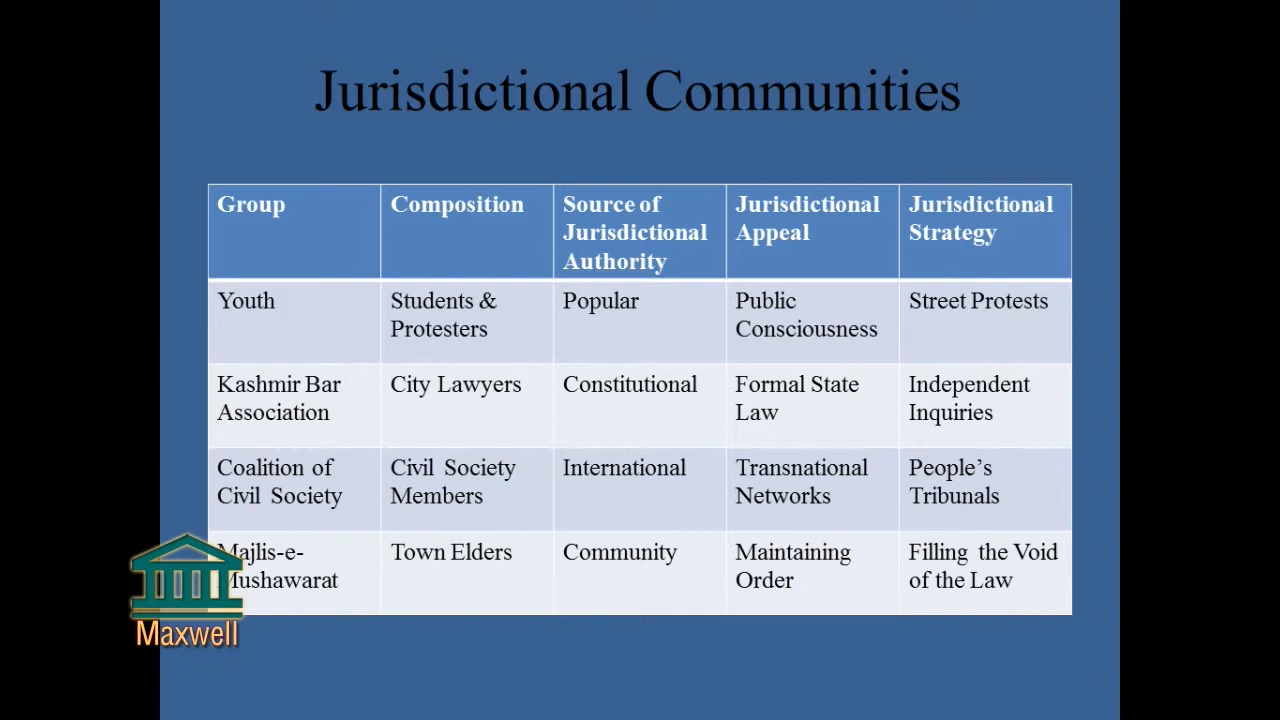 Jurisdictional Communities
Group
Composition
Source of
Jurisdictional
Authority
Jurisdictional
Appeal
Jurisdictional
Strategy
Youth
Students &
Protesters
Popular
Public
Consciousness
Street Protests
Kashmir Bar
Association
City Lawyers
Constitutional
Formal State
Law
Independent
Inquiries
Coalition of
Civil Society
Civil Society
Members
International
Transnational
Networks
People’s
Tribunals
Majlis-e-
Mushawarat
Town Elders
Community
Maintaining
Order
Filling the Void
of the Law
Maxwell